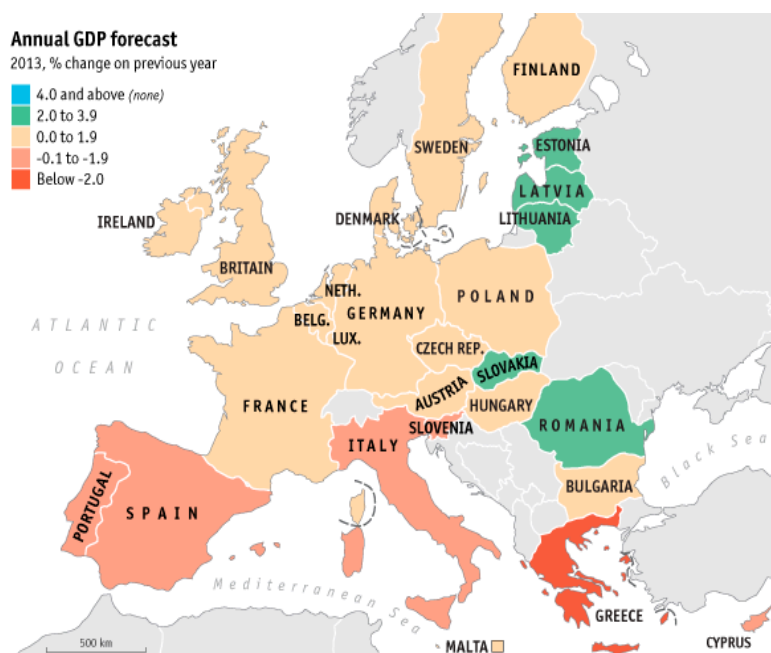 Annual GDP forecast
2013, % change on previous year
4.0 and above (none)
2.0 to 3.9
0.0 to 1.9
-0.1 to -1.9
Below -2.0
FINLAND
SWEDEN
ESTONIA
LATVIA
LITHUANIA
IRELAND
DENMARK
BRITAIN
NETH.
GERMANY
POLAND
BELG.
LUX.
ATLANTIC
OCEAN
CZECH REP.
SLOVAKIA
AUSTRIA
HUNGARY
FRANCE
SLOVENIA
ROMANIA
ITALY
Black Sea
BULGARIA
PORTUGAL
SPAIN
Mediterranean Sea
GREECE
500 km
MALTA
CYPRUS